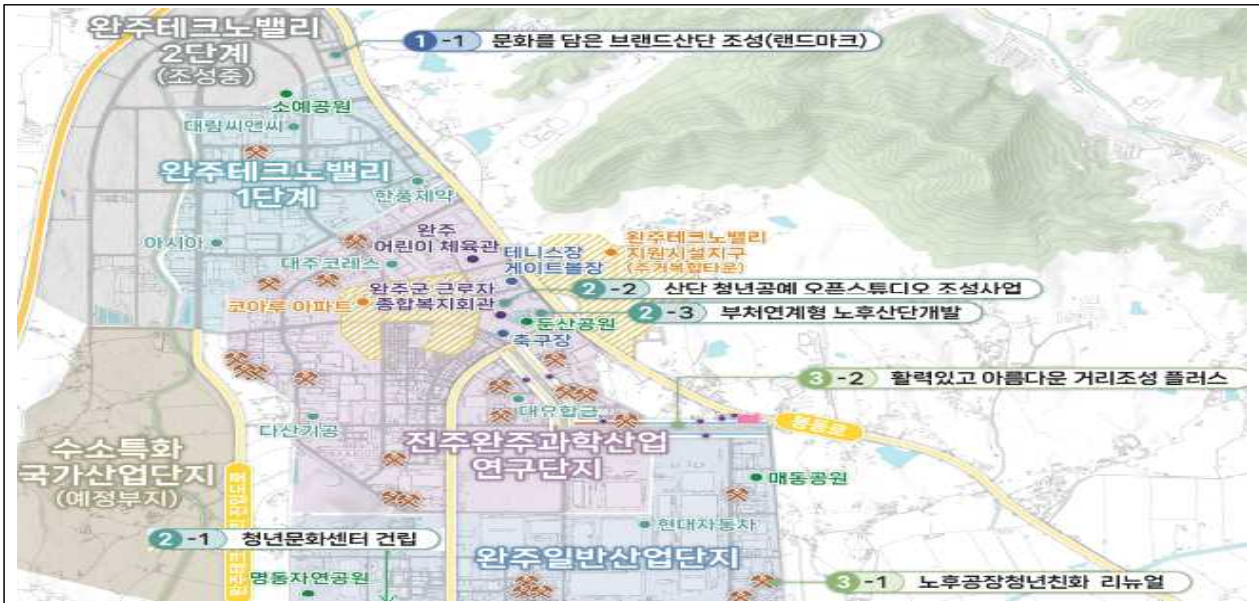 완주테크노밸리
2단계
(조성중)
1 -1 문화를 담은 브랜드산단 조성(랜드마크)
소예공원
대림씨앤씨
완주테크노밸리
1단계
한풍제약
아시아
완주
어린이 체육관
대주코레스
테니스장
게이트볼장
완주테크노밸리
지원시설지구
(주거복합타운)
완주군 근로자
종합복지회관
코아루 아파트
2 -2 산단 청년공예 오픈스튜디오 조성사업
2 -3 부처연계형 노후산단개발
둔산공원
축구장
3 -2 활력있고 아름다운 거리조성 플러스
대유합금
다산기공
봉동로
수소특화
국가산업단지
(예정부지)
전주완주과학산업
연구단지
매동공원
현대자동차
2 -1 청년문화센터 건립
완주일반산업단지
명동자연공원
3 -1 노후공장청년친화 리뉴얼